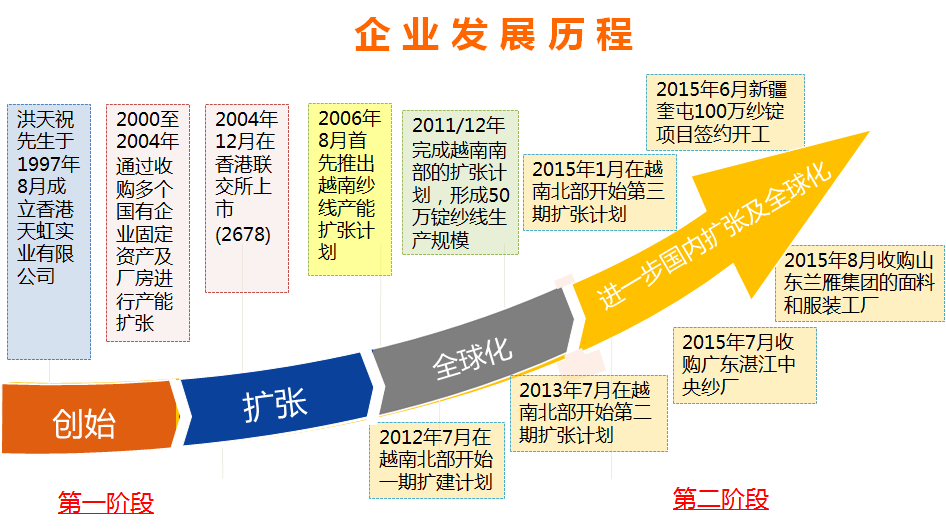 企业发展历程
洪天祝
先生于
1997年
8月成
立香港
天虹实
业有限
公司
2000至
2004年
通过收
购多个
国有企
业固定
资产及
厂房进
行产能
扩张
2004年
12月在
香港联
交所上
市
(2678)
2006年
8月首
先推出
越南纱
线产能
扩张计
划
2011/12年
完成越南南
部的扩张计
划，形成50
万锭纱线生
产规模
2015年1月在越
南北部开始第三
期扩张计划
2015年6月新疆
奎屯100万纱锭
项目签约开工
创始
扩张
全球化
进一步国内扩张及全球化
2015年8月收购山
东兰雁集团的面料
和服装工厂
2015年7月收
购广东湛江中
央纱厂
2013年7月在越
南北部开始第二
期扩张计划
2012年7月在
越南北部开始
一期扩建计划
第一阶段
第二阶段